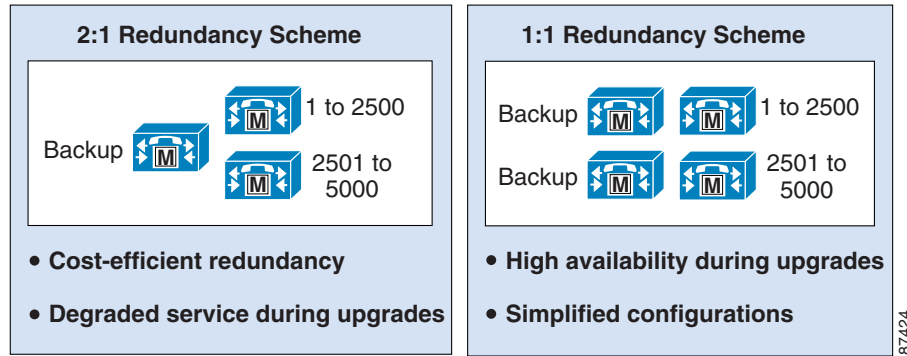 2:1 Redundancy Scheme
Backup
M
M
1 to 2500
M
2501 to
5000
• Cost-efficient redundancy
• Degraded service during upgrades
1:1 Redundancy Scheme
Backup
M
M
1 to 2500
Backup
M
M
2501 to
5000
• High availability during upgrades
• Simplified configurations
87424